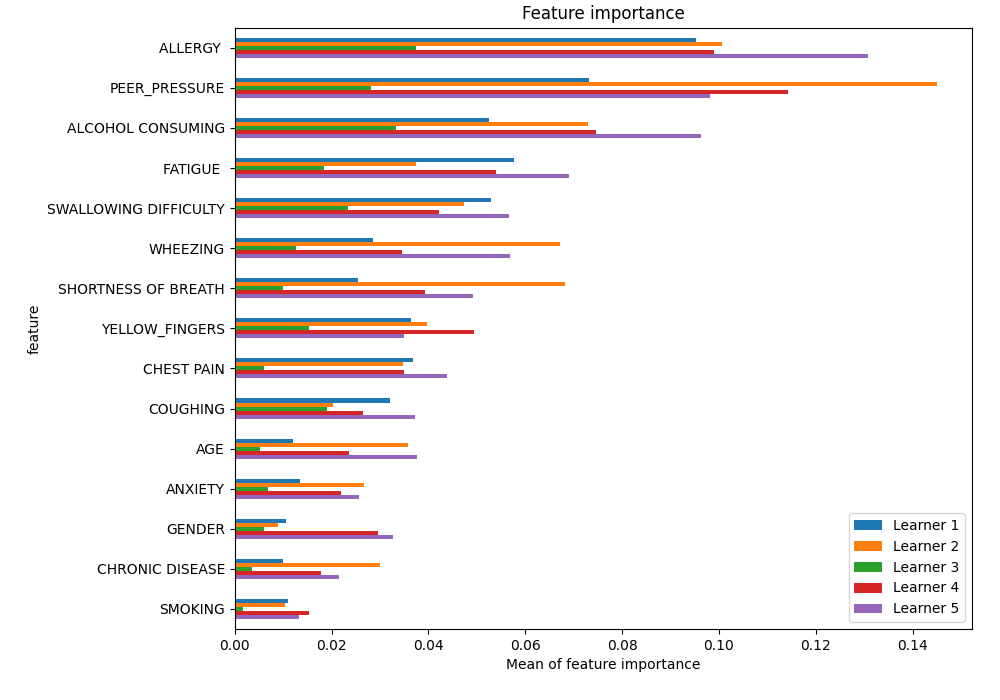 Feature importance
ALLERGY
PEER_PRESSURE
ALCOHOL CONSUMING
FATIGUE
SWALLOWING DIFFICULTY
WHEEZING
SHORTNESS OF BREATH
YELLOW_FINGERS
CHEST PAIN
COUGHING
AGE
ANXIETY
GENDER
CHRONIC DISEASE
SMOKING
feature
Learner 1
Learner 2
Learner 3
Learner 4
Learner 5
0.00 0.02 0.04 0.06 0.08 0.10 0.12 0.14
Mean of feature importance